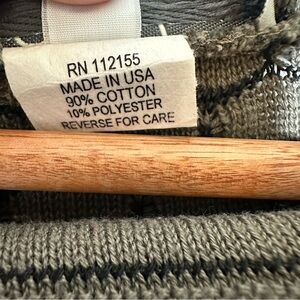 RN 112155
MADE IN USA
90% COTTON
10% POLYESTER
REVERSE FOR CARE